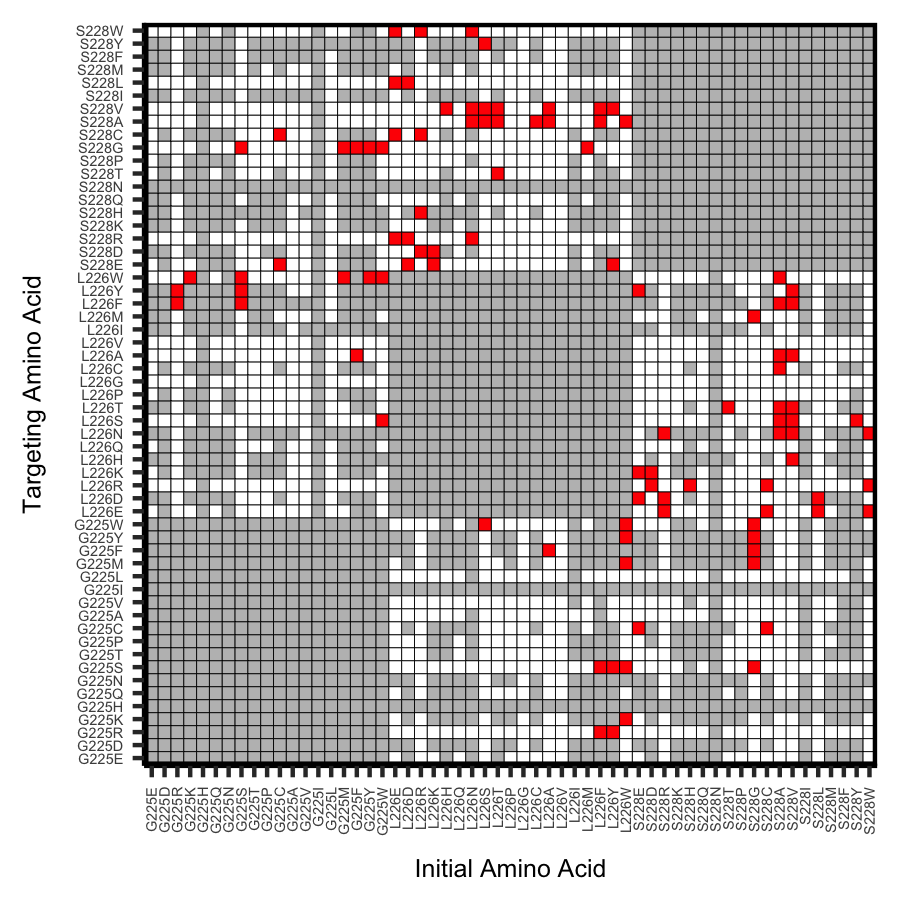 Targeting Amino Acid
S228W
S228Y
S228F
S228M
S228L
S228I
S228V
S228A
S228C
S228G
S228P
S228T
S228N
S228Q
S228H
S228K
S228R
S228D
S228E
L226W
L226Y
L226F
L226M
L226I
L226V
L226A
L226C
L226G
L226P
L226T
L226S
L226N
L226Q
L226H
L226K
L226R
L226D
L226E
G225W
G225Y
G225F
G225M
G225L
G225I
G225V
G225A
G225C
G225P
G225T
G225S
G225N
G225Q
G225H
G225K
G225R
G225D
G225E
G225E
G225D
G225R
G225K
G225H
G225Q
G225N
G225S
G225T
G225P
G225C
G225A
G225V
G225I
G225L
G225M
G225F
G225Y
G225W
L226E
L226D
L226R
L226K
L226H
L226Q
L226N
L226S
L226T
L226P
L226G
L226C
L226A
L226V
L226I
L226M
L226F
L226Y
L226W
S228E
S228D
S228R
S228K
S228H
S228Q
S228N
S228T
S228P
S228G
S228C
S228A
S228V
S228I
S228L
S228M
S228F
S228Y
S228W
Initial Amino Acid